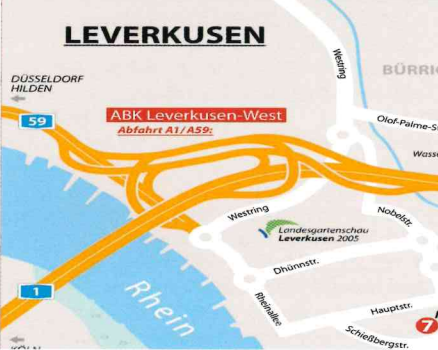 LEVERKUSEN
DÜSSELDORF
HILDEN
59
ABK Leverkusen-West
Abfahrt A1/A59:
Westring
Olof-Palme-S
Westring
Landesgartenschau
Leverkusen 2005
Nobelstr.
Dhünnstr.
Rhein
Rheinallee
Hauptstr.
Schießbergstr.
1
7